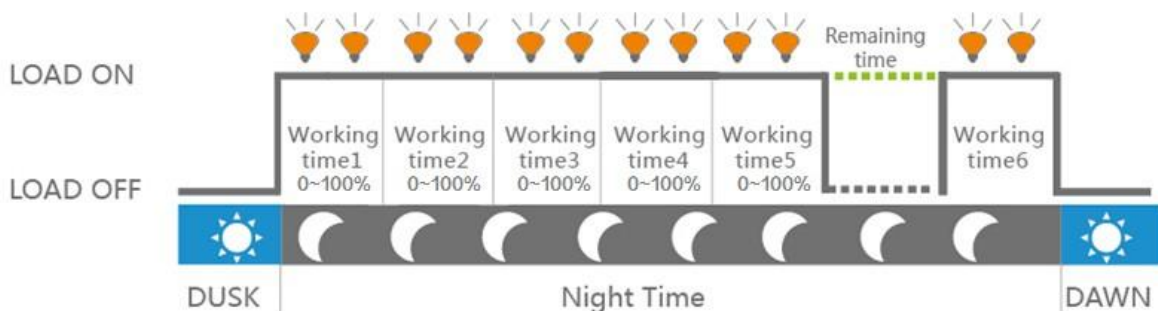 Remaining
time
LOAD ON
Working
time1
0~100%
Working
time2
0~100%
Working
time3
0~100%
Working
time4
0~100%
Working
time5
0~100%
Working
time6
LOAD OFF
DUSK
Night Time
DAWN